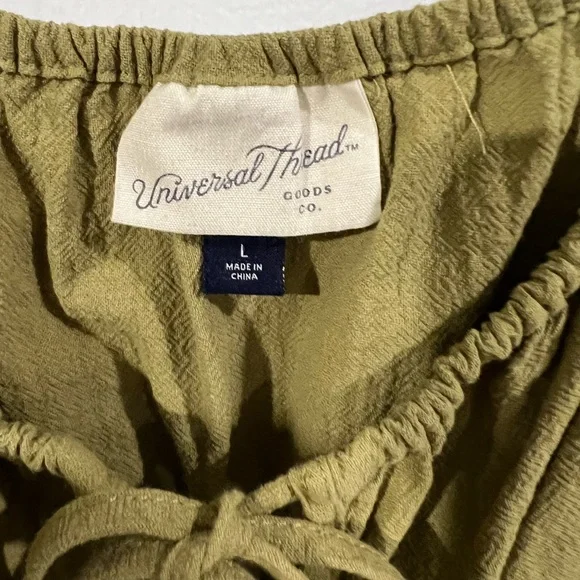 Universal Thread™
GOODS
CO.
L
MADE IN
CHINA